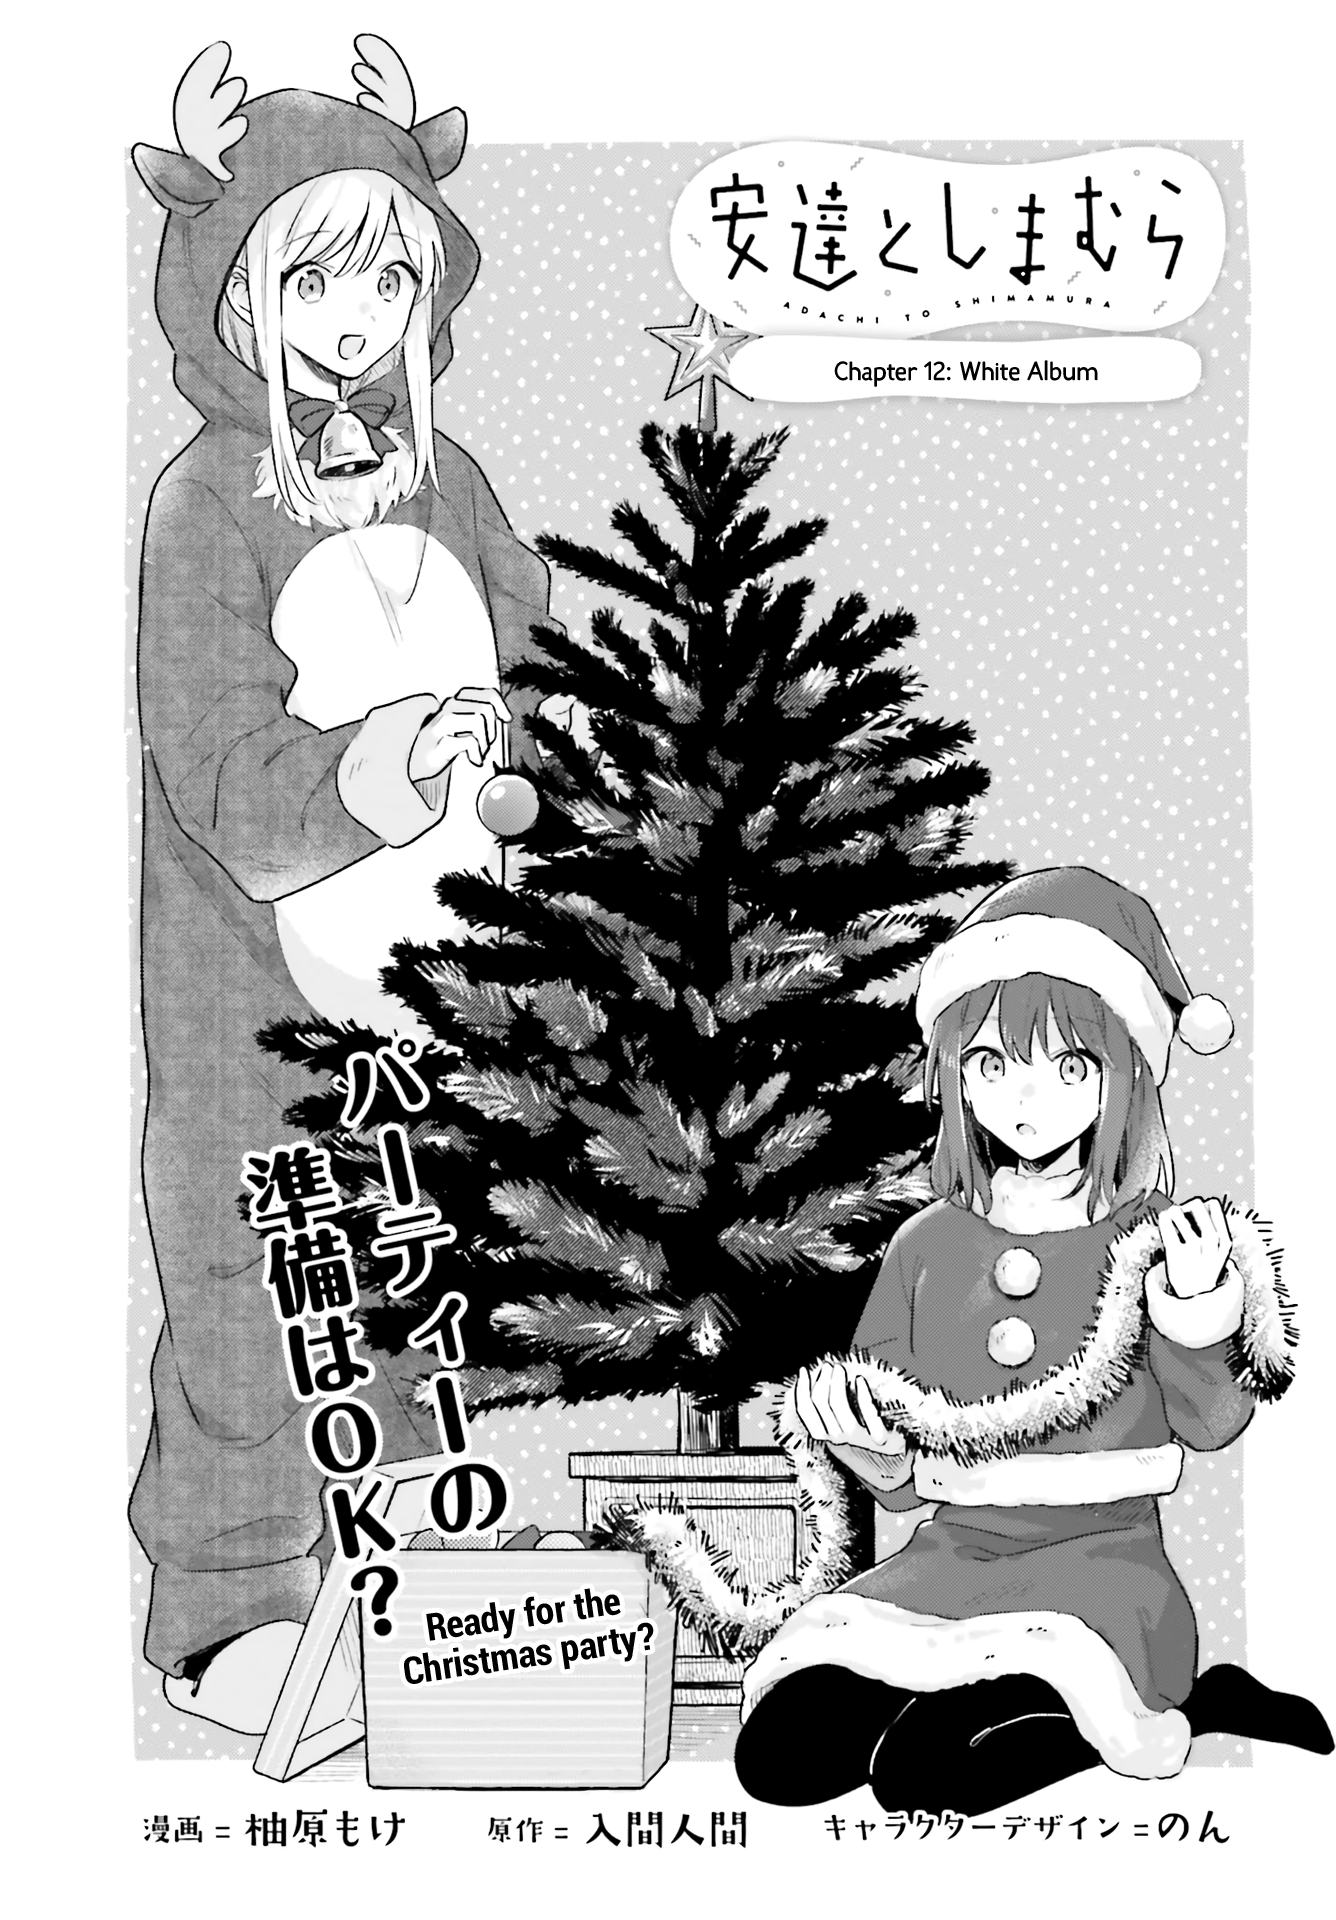 安達としまむら
ADACHI TO SHIMAMURA
Chapter 12: White Album
パーティーの
準備はOK?
Ready for the
Christmas party?
漫画=柚原もけ
原作=入間人間
キャラクターデザイン=のん